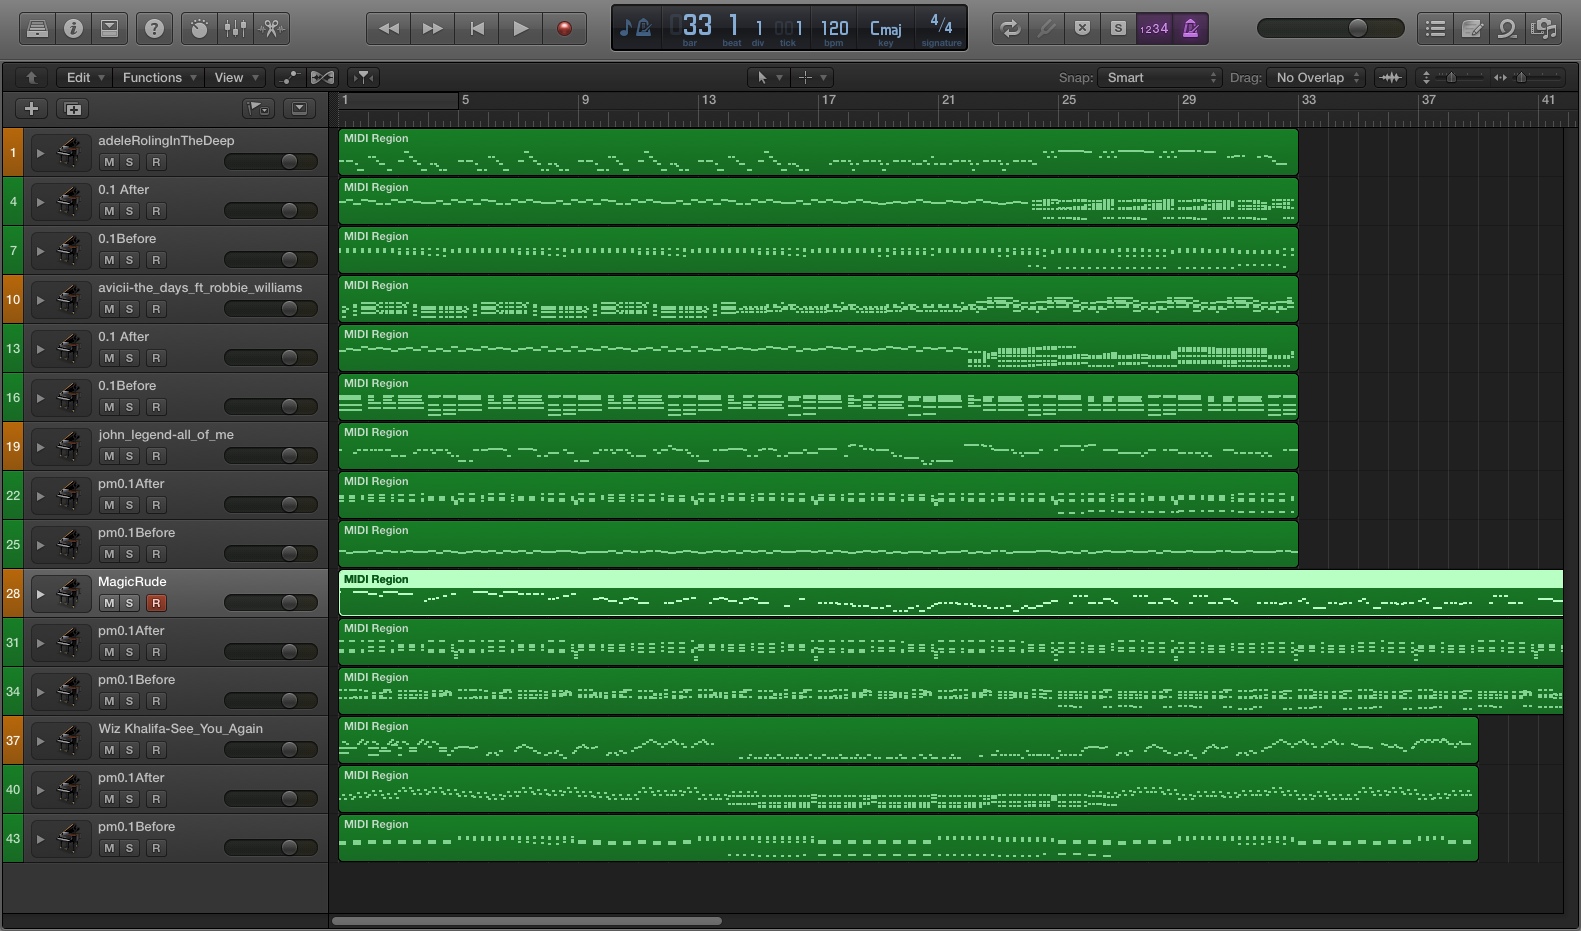 33 1 1 001 120 Cmaj 4/4
bar beat div tick bpm key signature
S 1234
Edit Functions View Snap: Smart Drag: No Overlap
1 5 9 13 17 21 25 29 33 37 41
1 adeleRolingInTheDeep MIDI Region
M S R
4 0.1 After MIDI Region
M S R
7 0.1Before MIDI Region
M S R
10 avicii-the_days_ft_robbie_williams MIDI Region
M S R
13 0.1 After MIDI Region
M S R
16 0.1Before MIDI Region
M S R
19 john_legend-all_of_me MIDI Region
M S R
22 pm0.1After MIDI Region
M S R
25 pm0.1Before MIDI Region
M S R
28 MagicRude MIDI Region
M S R
31 pm0.1After MIDI Region
M S R
34 pm0.1Before MIDI Region
M S R
37 Wiz Khalifa-See_You_Again MIDI Region
M S R
40 pm0.1After MIDI Region
M S R
43 pm0.1Before MIDI Region
M S R